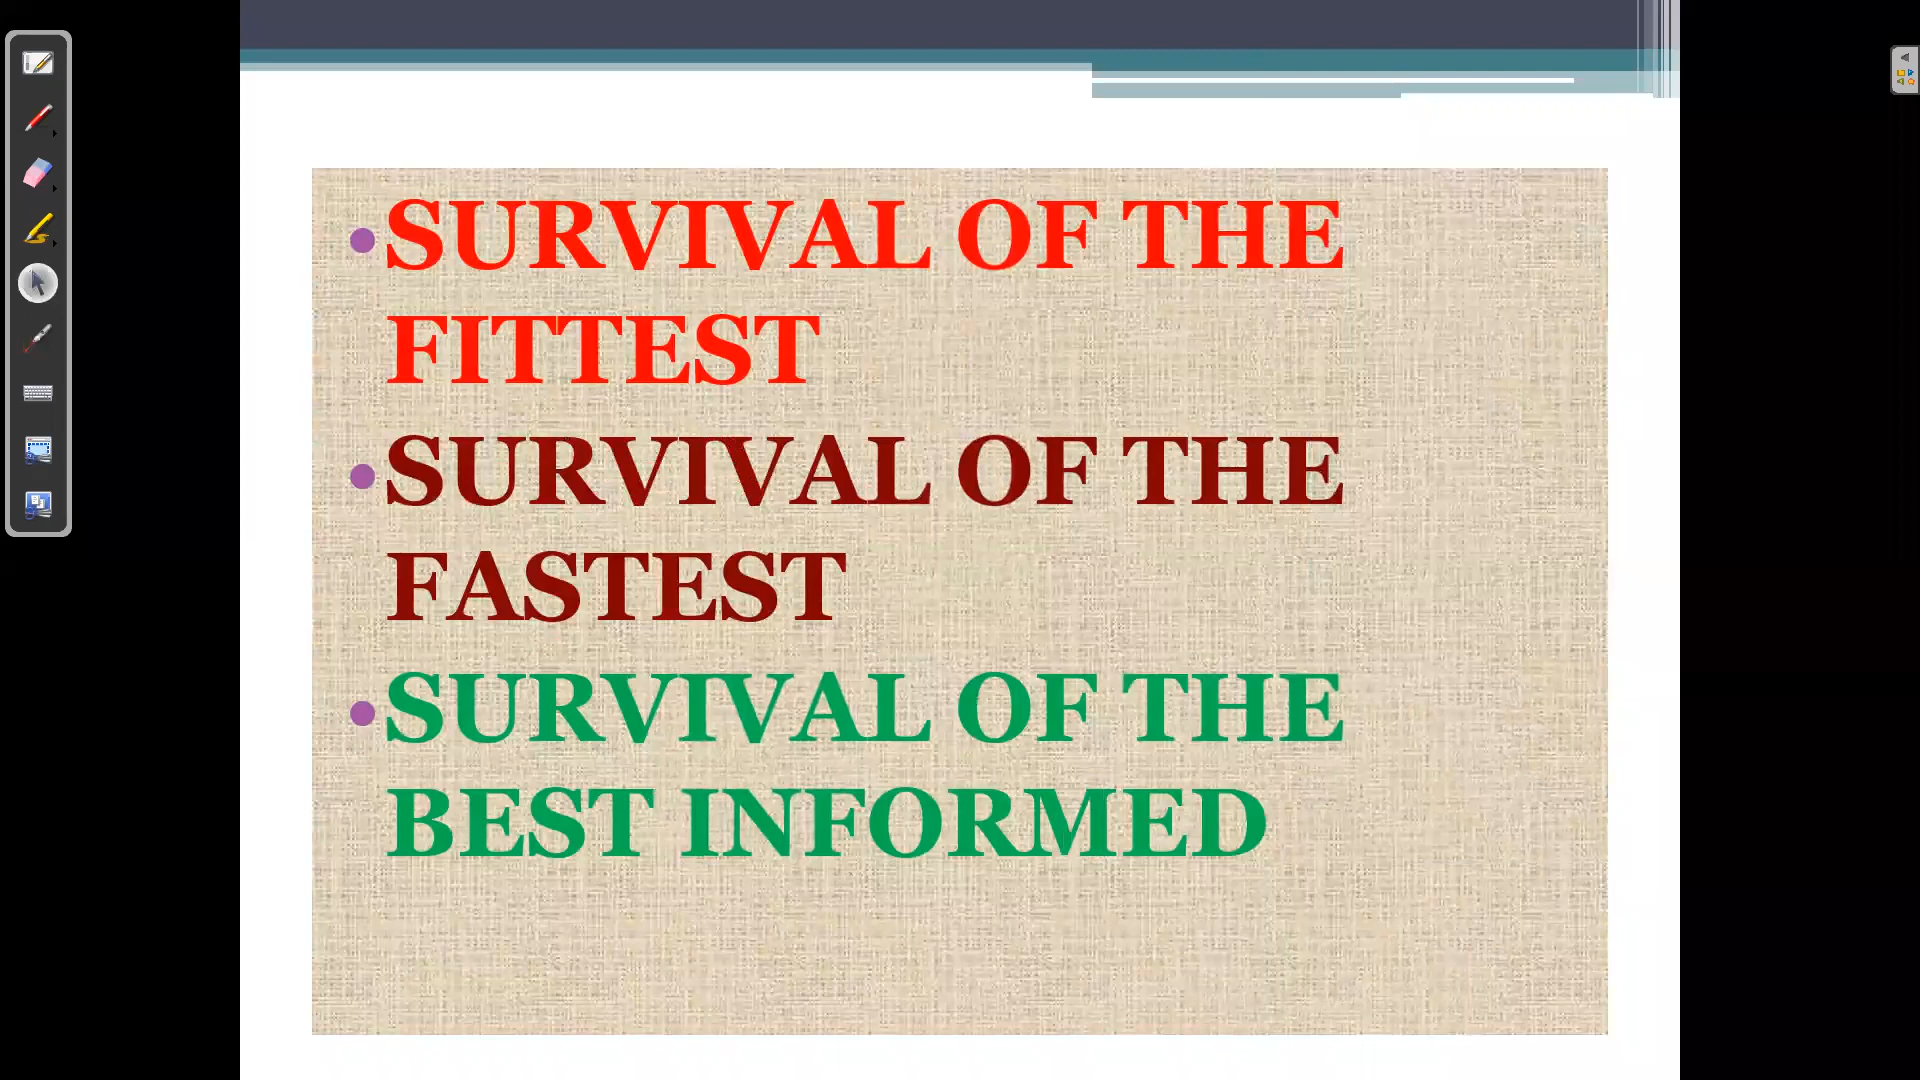 • SURVIVAL OF THE
FITTEST
• SURVIVAL OF THE
FASTEST
• SURVIVAL OF THE
BEST INFORMED